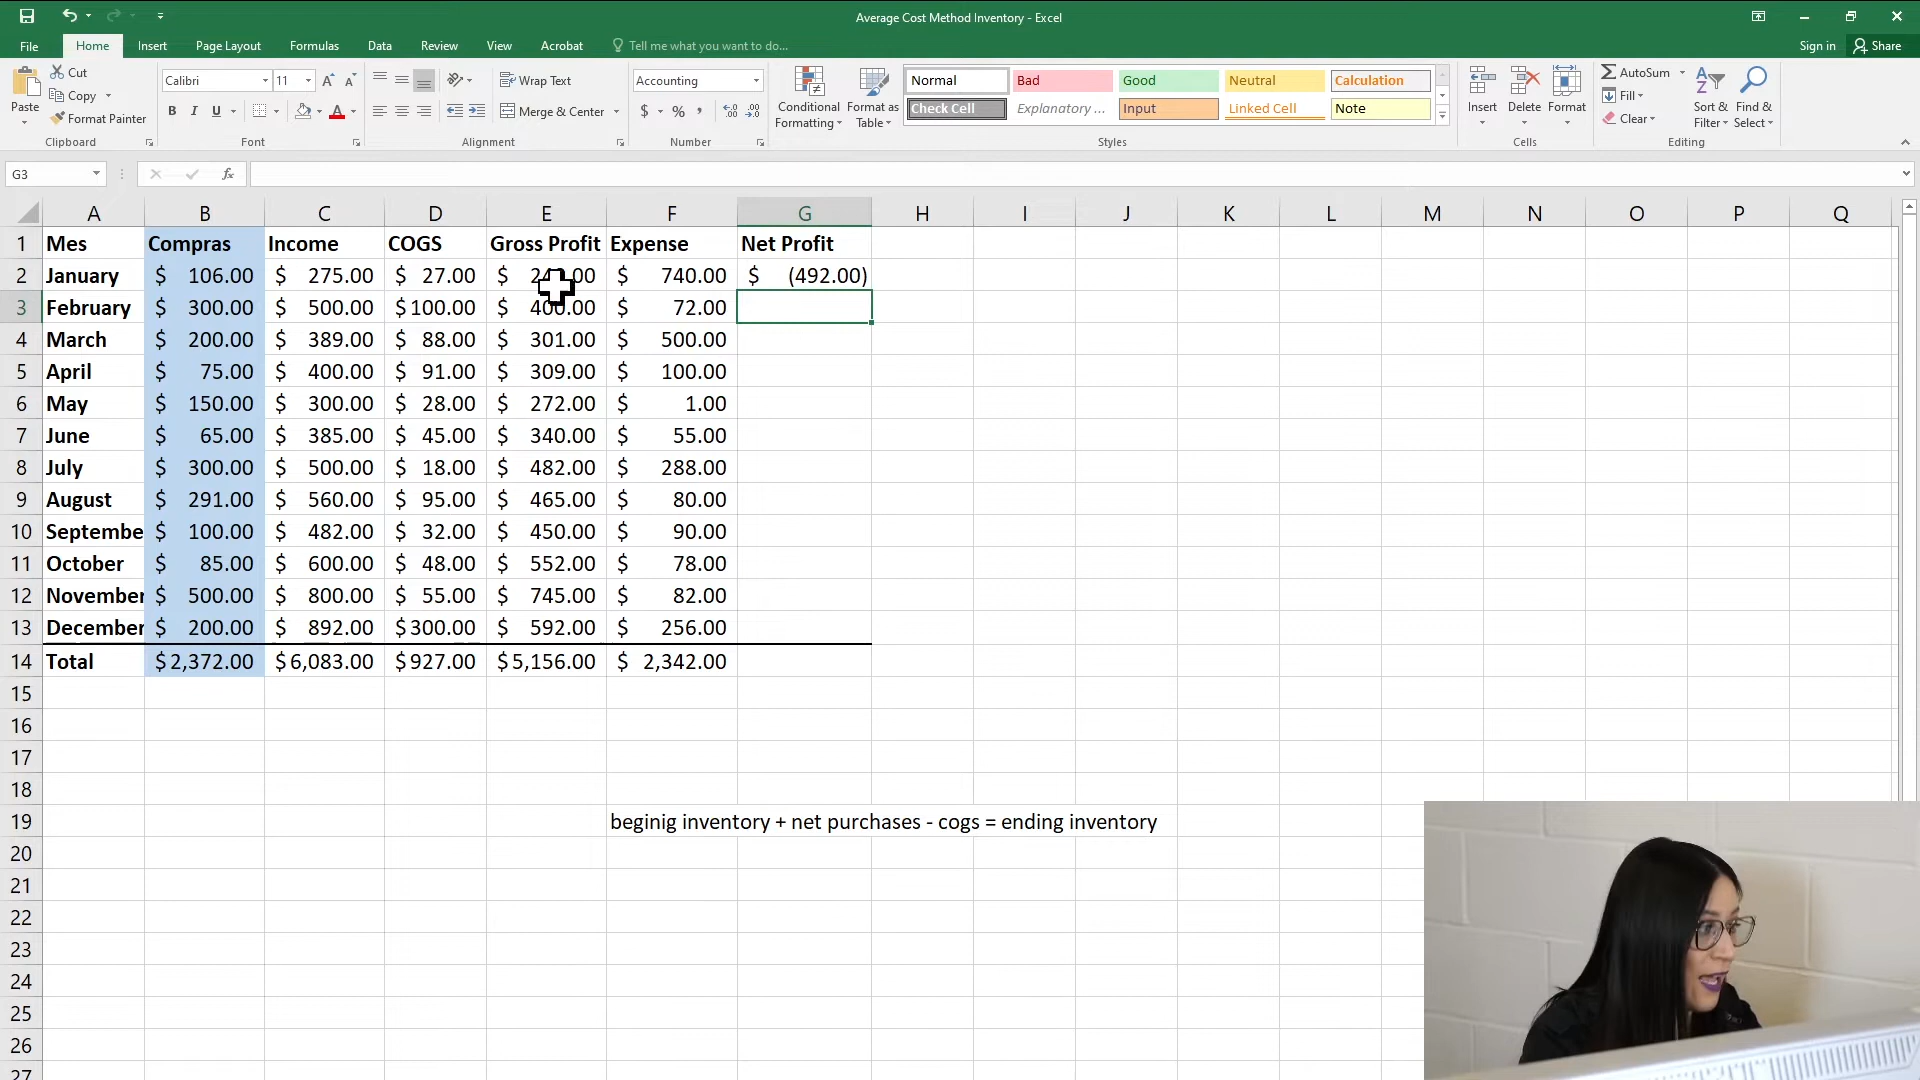 Average Cost Method Inventory - Excel
File Home Insert Page Layout Formulas Data Review View Acrobat Tell me what you want to do... Sign in Share
Paste Cut Copy Format Painter Clipboard
Calibri 11 B I U A A A Font
Wrap Text Merge & Center Alignment
Accounting $ % , Number
Conditional Formatting Format as Table
Normal Bad Good Neutral Calculation
Check Cell Explanatory ... Input Linked Cell Note
Styles
Insert Delete Format Cells
AutoSum Fill Clear Sort & Filter Find & Select Editing
G3 fx
A B C D E F G H I J K L M N O P Q
1 Mes Compras Income COGS Gross Profit Expense Net Profit
2 January $ 106.00 $ 275.00 $ 27.00 $ $ 740.00 $ (492.00)
3 February $ 300.00 $ 500.00 $100.00 $ 400.00 $ 72.00
4 March $ 200.00 $ 389.00 $ 88.00 $ 301.00 $ 500.00
5 April $ 75.00 $ 400.00 $ 91.00 $ 309.00 $ 100.00
6 May $ 150.00 $ 300.00 $ 28.00 $ 272.00 $ 1.00
7 June $ 65.00 $ 385.00 $ 45.00 $ 340.00 $ 55.00
8 July $ 300.00 $ 500.00 $ 18.00 $ 482.00 $ 288.00
9 August $ 291.00 $ 560.00 $ 95.00 $ 465.00 $ 80.00
10 Septembe $ 100.00 $ 482.00 $ 32.00 $ 450.00 $ 90.00
11 October $ 85.00 $ 600.00 $ 48.00 $ 552.00 $ 78.00
12 November $ 500.00 $ 800.00 $ 55.00 $ 745.00 $ 82.00
13 December $ 200.00 $ 892.00 $300.00 $ 592.00 $ 256.00
14 Total $2,372.00 $6,083.00 $927.00 $5,156.00 $ 2,342.00
15
16
17
18
19 beginig inventory + net purchases - cogs = ending inventory
20
21
22
23
24
25
26
27